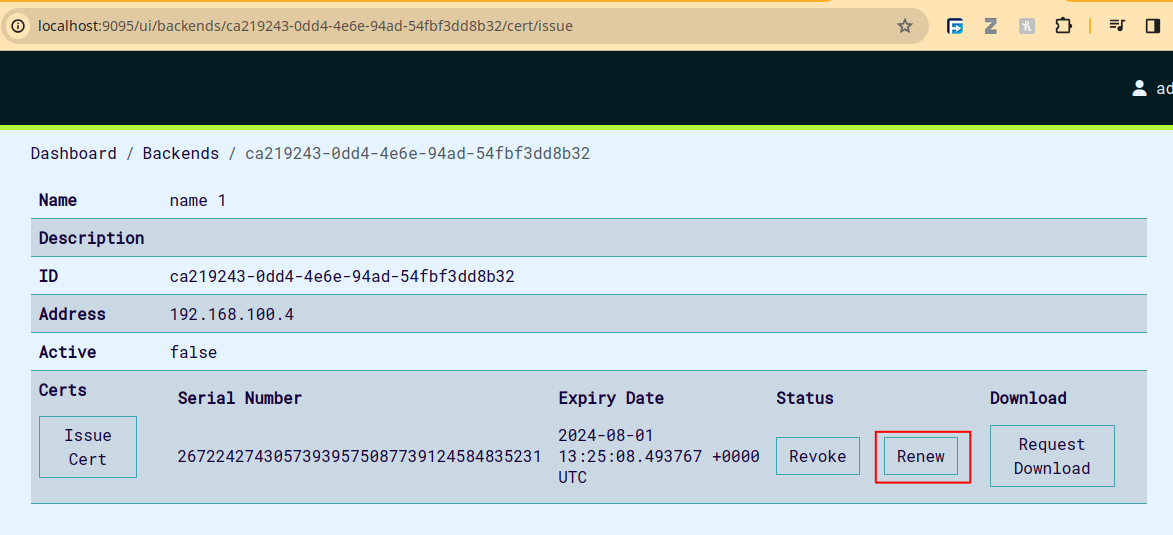 localhost:9095/ui/backends/ca219243-0dd4-4e6e-94ad-54fbf3dd8b32/cert/issue
ad
Dashboard / Backends / ca219243-0dd4-4e6e-94ad-54fbf3dd8b32
Name name 1
Description
ID ca219243-0dd4-4e6e-94ad-54fbf3dd8b32
Address 192.168.100.4
Active false
Certs
Serial Number Expiry Date Status Download
Issue
Cert
267224274305739395750877391245848​35231
2024-08-01
13:25:08.493767 +0000
UTC
Revoke Renew
Request
Download